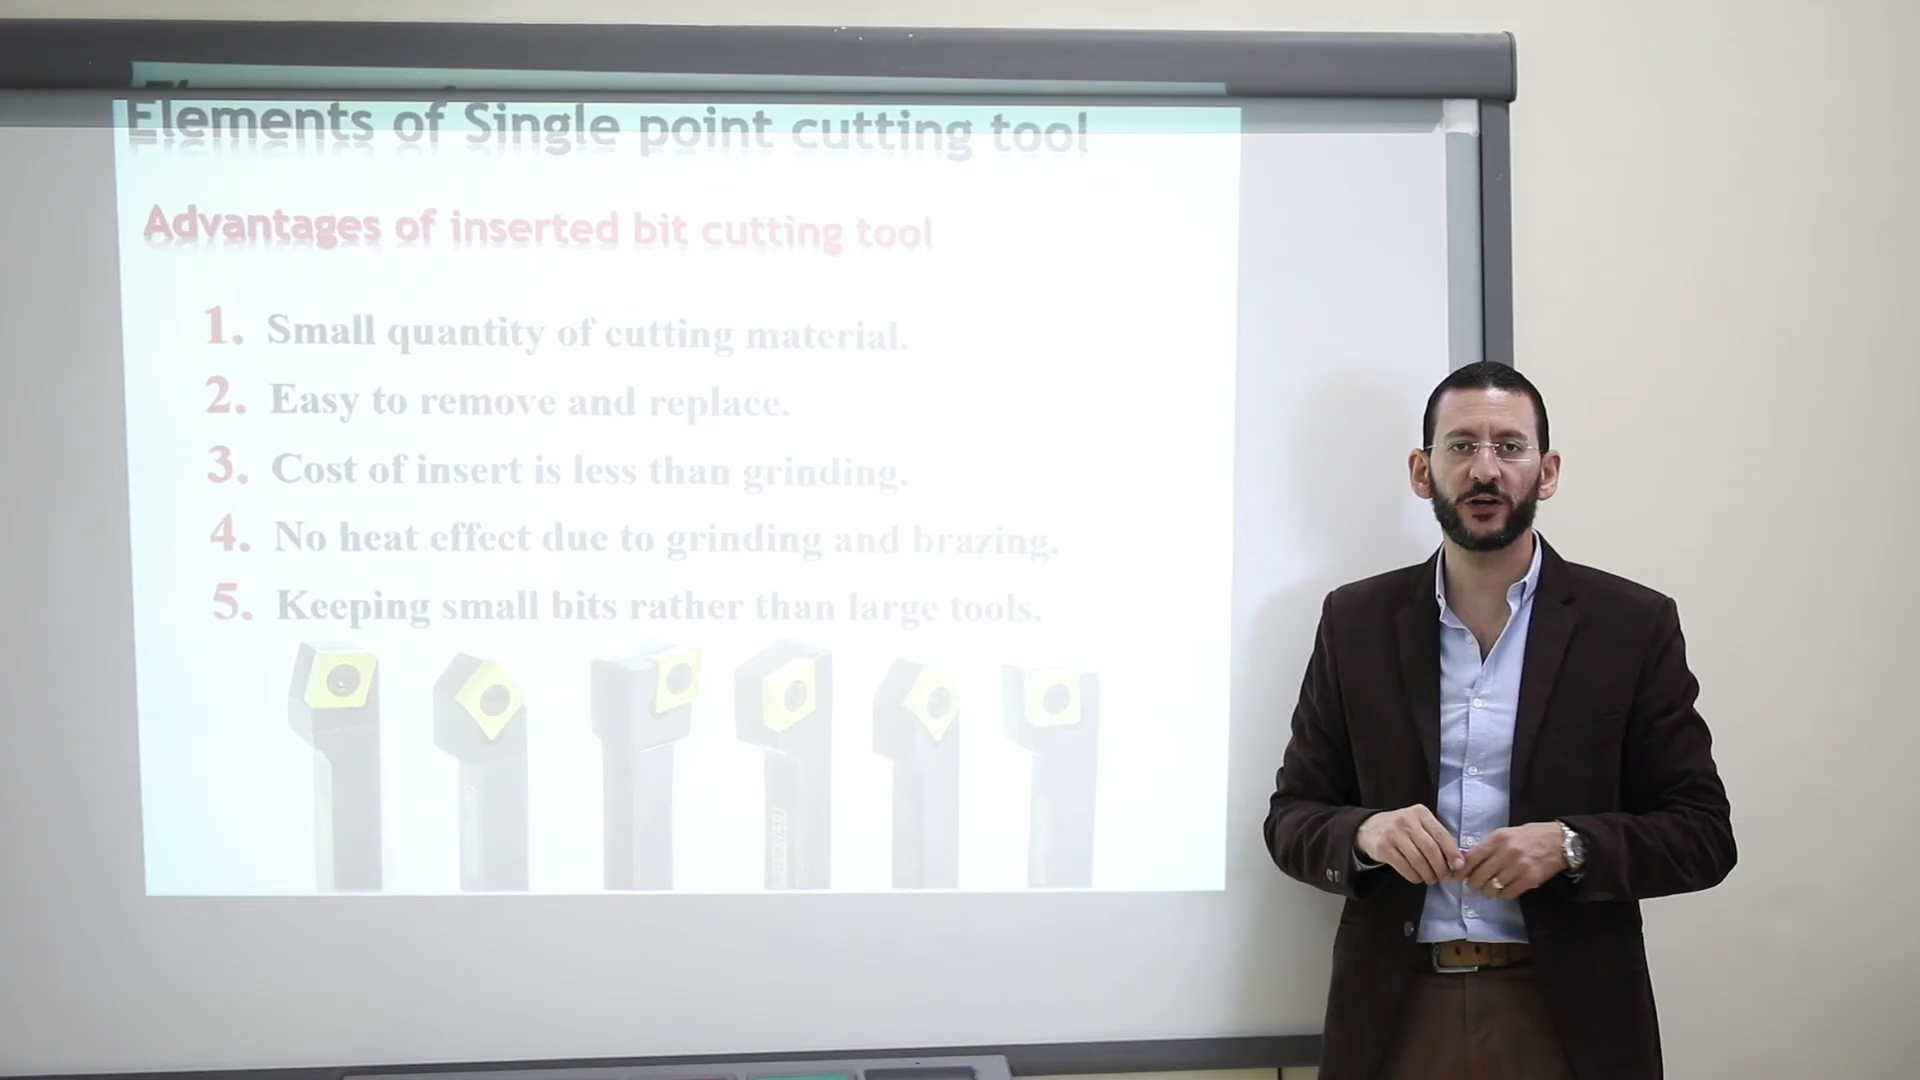 Elements of Single point cutting tool
Advantages of inserted bit cutting tool
1. Small quantity of cutting material.
2. Easy to remove and replace.
3. Cost of insert is less than grinding.
4. No heat effect due to grinding and brazing.
5. Keeping small bits rather than large tools.